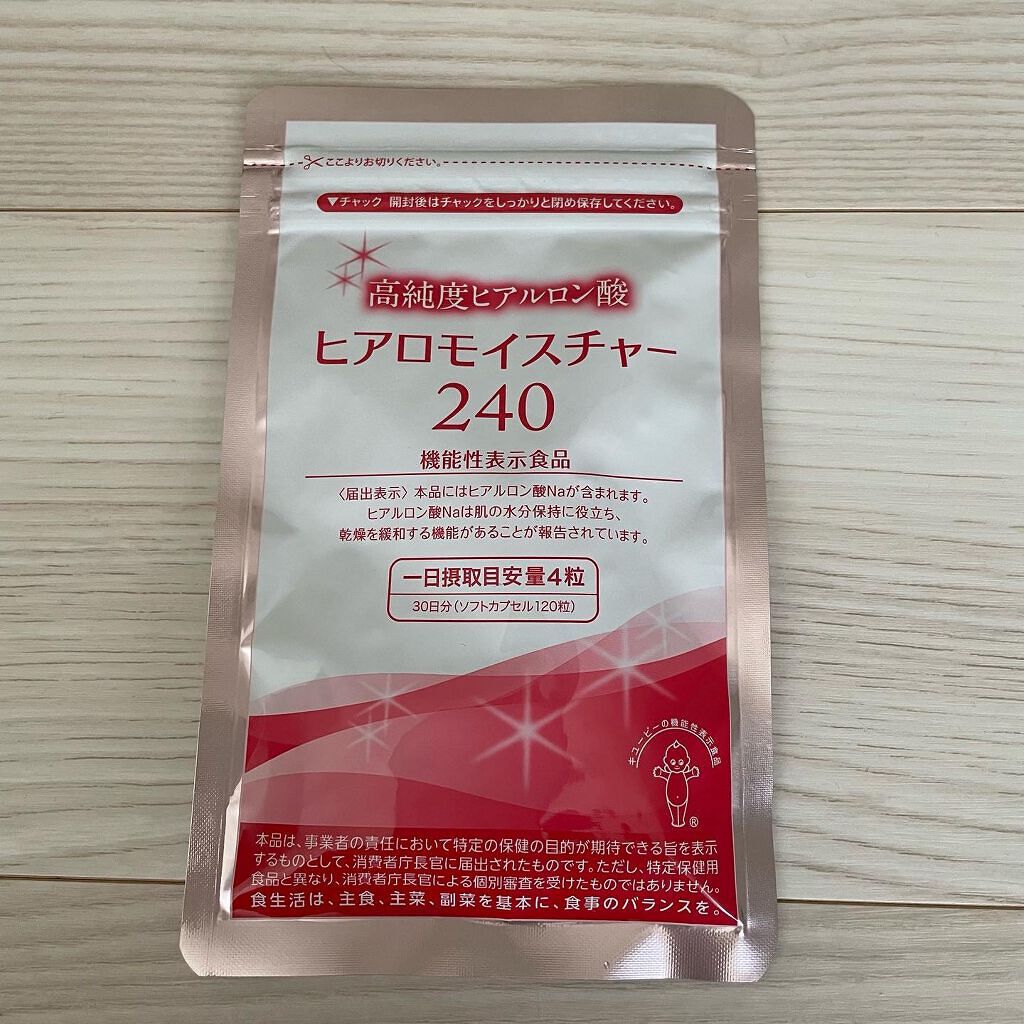 ここよりお切りください。
▼チャック 開封後はチャックをしっかりと閉め保存してください。
高純度ヒアルロン酸
ヒアロモイスチャー
240
機能性表示食品
〈届出表示〉本品にはヒアルロン酸Naが含まれます。
ヒアルロン酸Naは肌の水分保持に役立ち、
乾燥を緩和する機能があることが報告されています。
一日摂取目安量4粒
30日分(ソフトカプセル120粒)
キユーピーの機能性表示食品
®
本品は、事業者の責任において特定の保健の目的が期待できる旨を表示
するものとして、消費者庁長官に届出されたものです。ただし、特定保健用
食品と異なり、消費者庁長官による個別審査を受けたものではありません。
食生活は、主食、主菜、副菜を基本に、食事のバランスを。